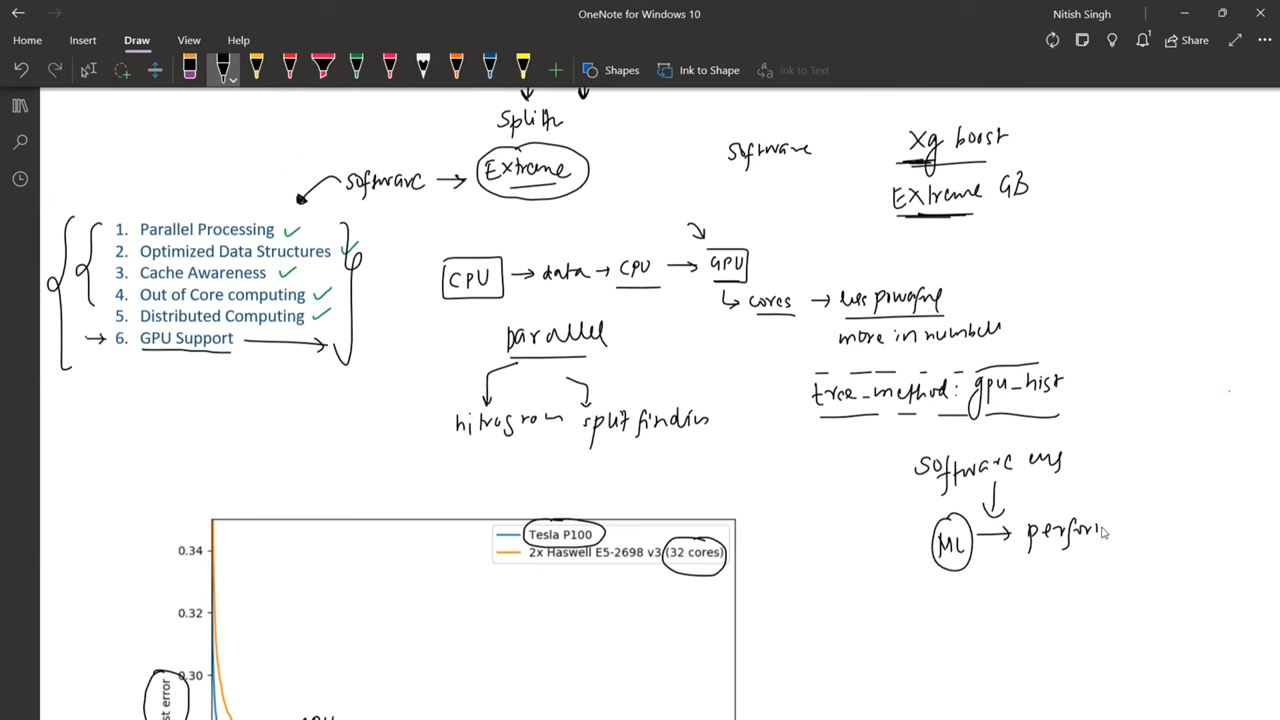 OneNote for Windows 10
Nitish Singh
Home
Insert
Draw
View
Help
Share
Shapes
Ink to Shape
Ink to Text
software
Extreme
software
Xg boost
Extreme GB
1. Parallel Processing
2. Optimized Data Structures
3. Cache Awareness
4. Out of Core computing
5. Distributed Computing
6. GPU Support
CPU → data → CPU → GPU
cores → less powerful
more in number
parallel
split finding
tree_method: gpu_hist
software
ML → perform
Tesla P100
2x Haswell E5-2698 v3 (32 cores)
0.34
0.32
0.30